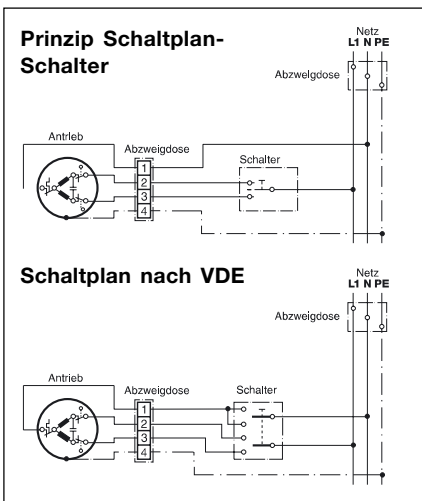 Prinzip Schaltplan-
Schalter
Netz
L1 N PE
Abzweigdose
Antrieb
Abzweigdose
Schalter
1
2
3
4
Schaltplan nach VDE
Netz
L1 N PE
Abzweigdose
Antrieb
Abzweigdose
Schalter
1
2
3
4